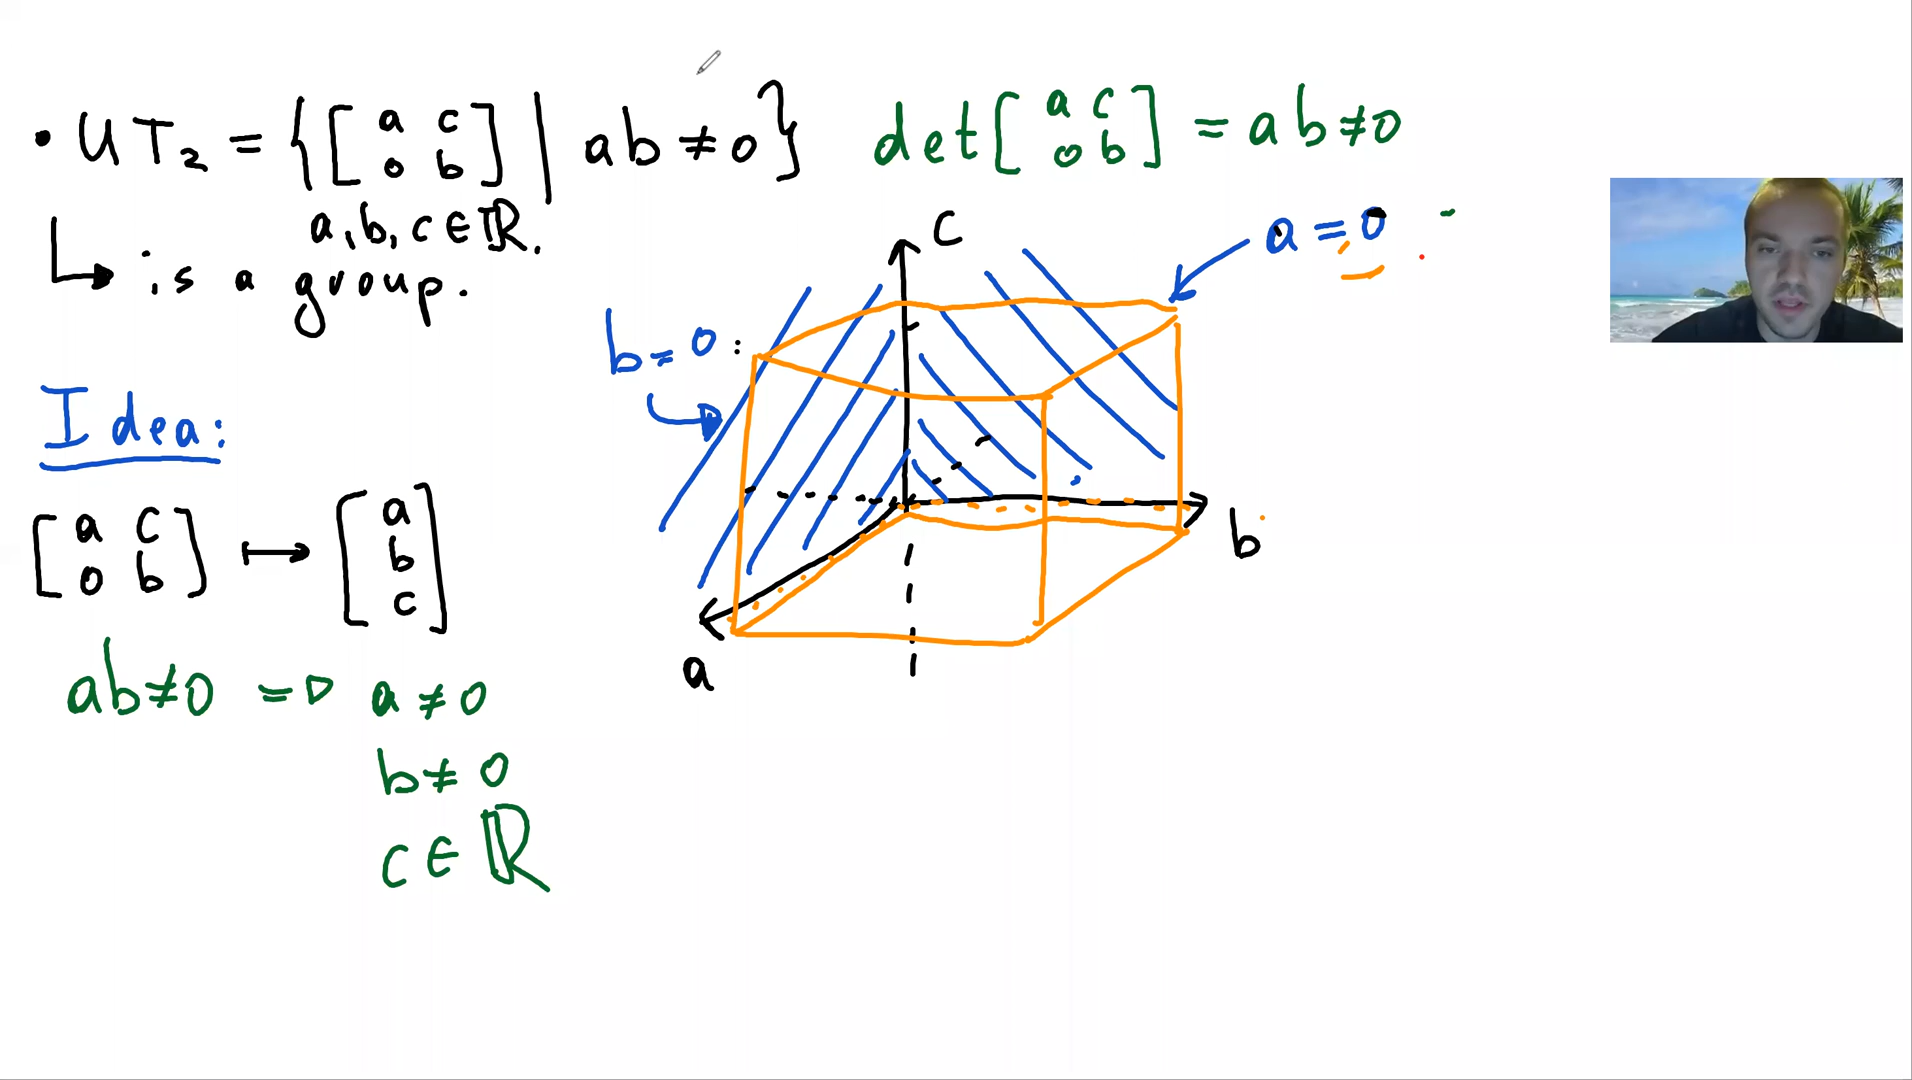 • UT₂ = { [ a c ; 0 b ] | ab ≠ 0 }
a, b, c ∈ ℝ.
↳ is a group.
det [ a c ; 0 b ] = ab ≠ 0
Idea:
[ a c ; 0 b ] ↦ [ a ; b ; c ]
ab ≠ 0 ⇒ a ≠ 0
b ≠ 0
c ∈ ℝ
c
a = 0
b = 0 :
b
a